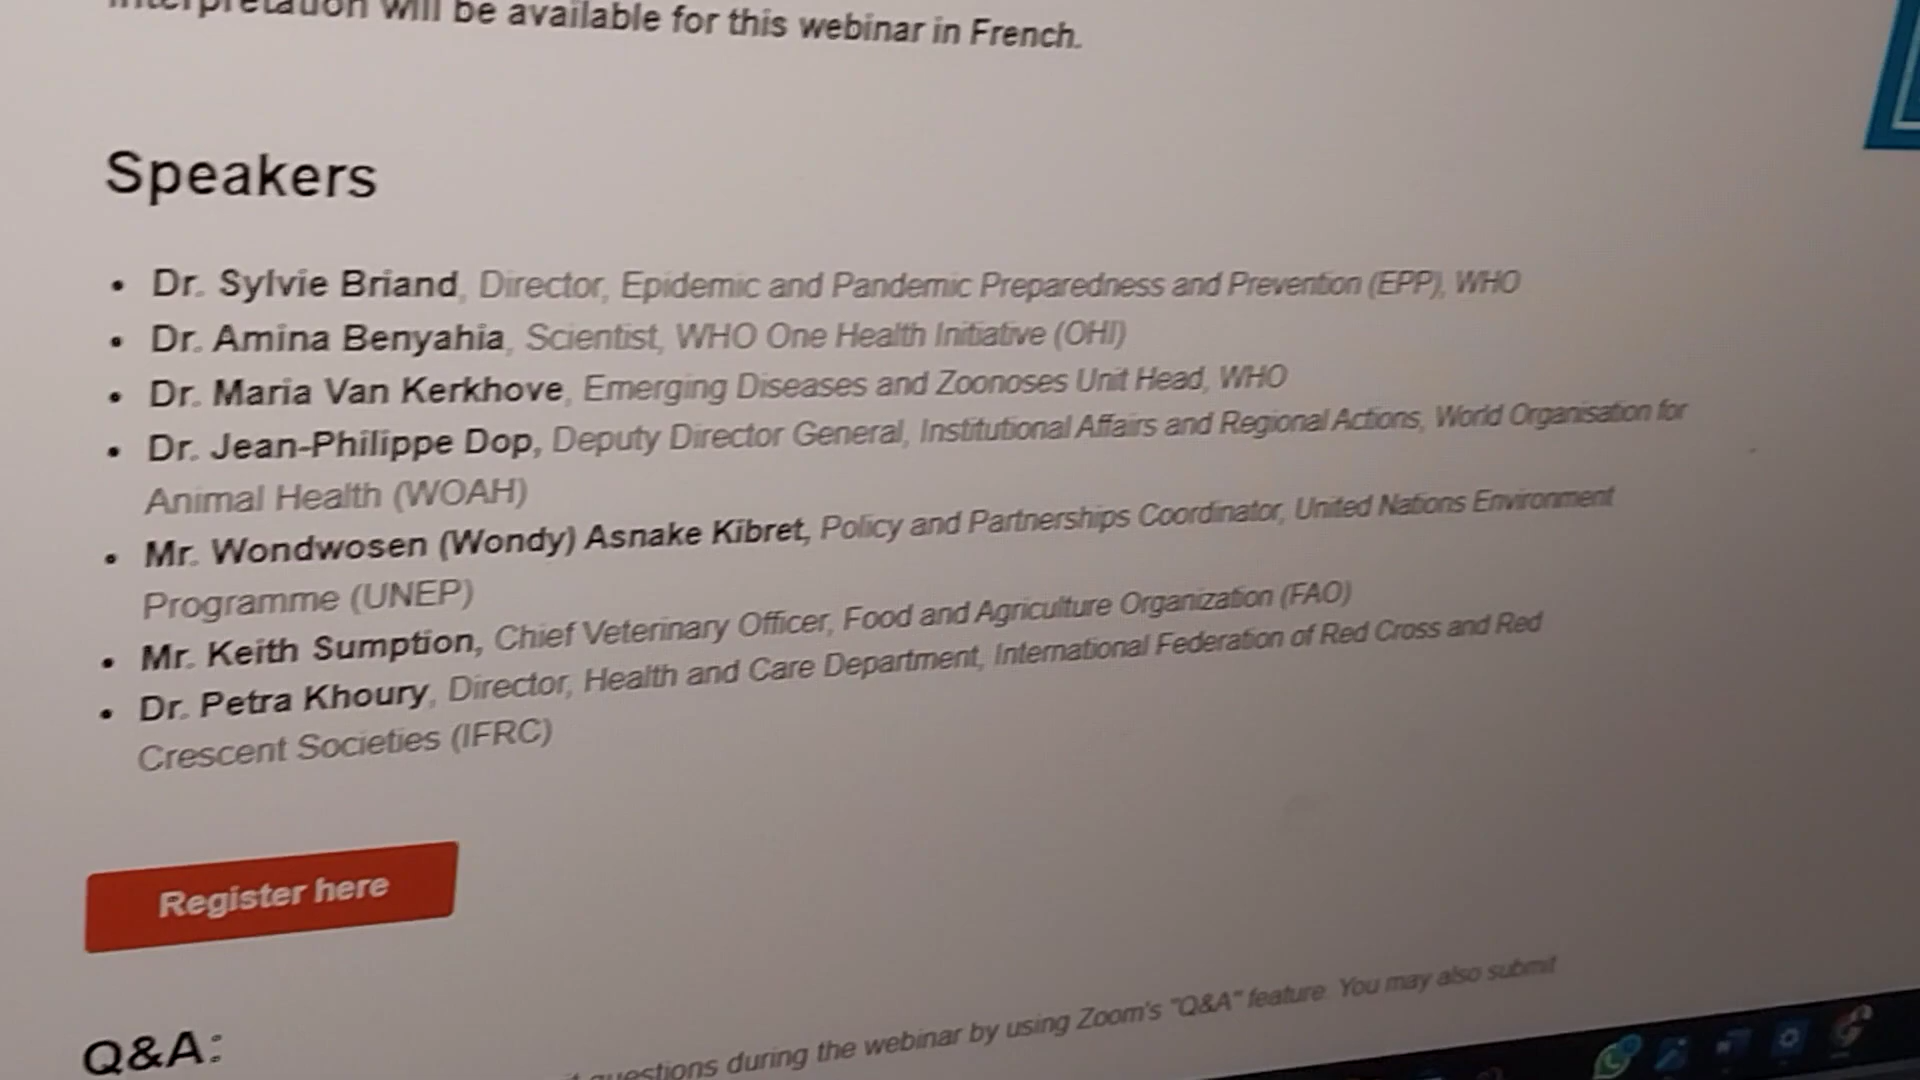 Interpretation will be available for this webinar in French.
Speakers
• Dr. Sylvie Briand, Director, Epidemic and Pandemic Preparedness and Prevention (EPP), WHO
• Dr. Amina Benyahia, Scientist, WHO One Health Initiative (OHI)
• Dr. Maria Van Kerkhove, Emerging Diseases and Zoonoses Unit Head, WHO
• Dr. Jean-Philippe Dop, Deputy Director General, Institutional Affairs and Regional Actions, World Organisation for
Animal Health (WOAH)
• Mr. Wondwosen (Wondy) Asnake Kibret, Policy and Partnerships Coordinator, United Nations Environment
Programme (UNEP)
• Mr. Keith Sumption, Chief Veterinary Officer, Food and Agriculture Organization (FAO)
• Dr. Petra Khoury, Director, Health and Care Department, International Federation of Red Cross and Red
Crescent Societies (IFRC)
Register here
Q&A:
questions during the webinar by using Zoom's "Q&A" feature. You may also submit